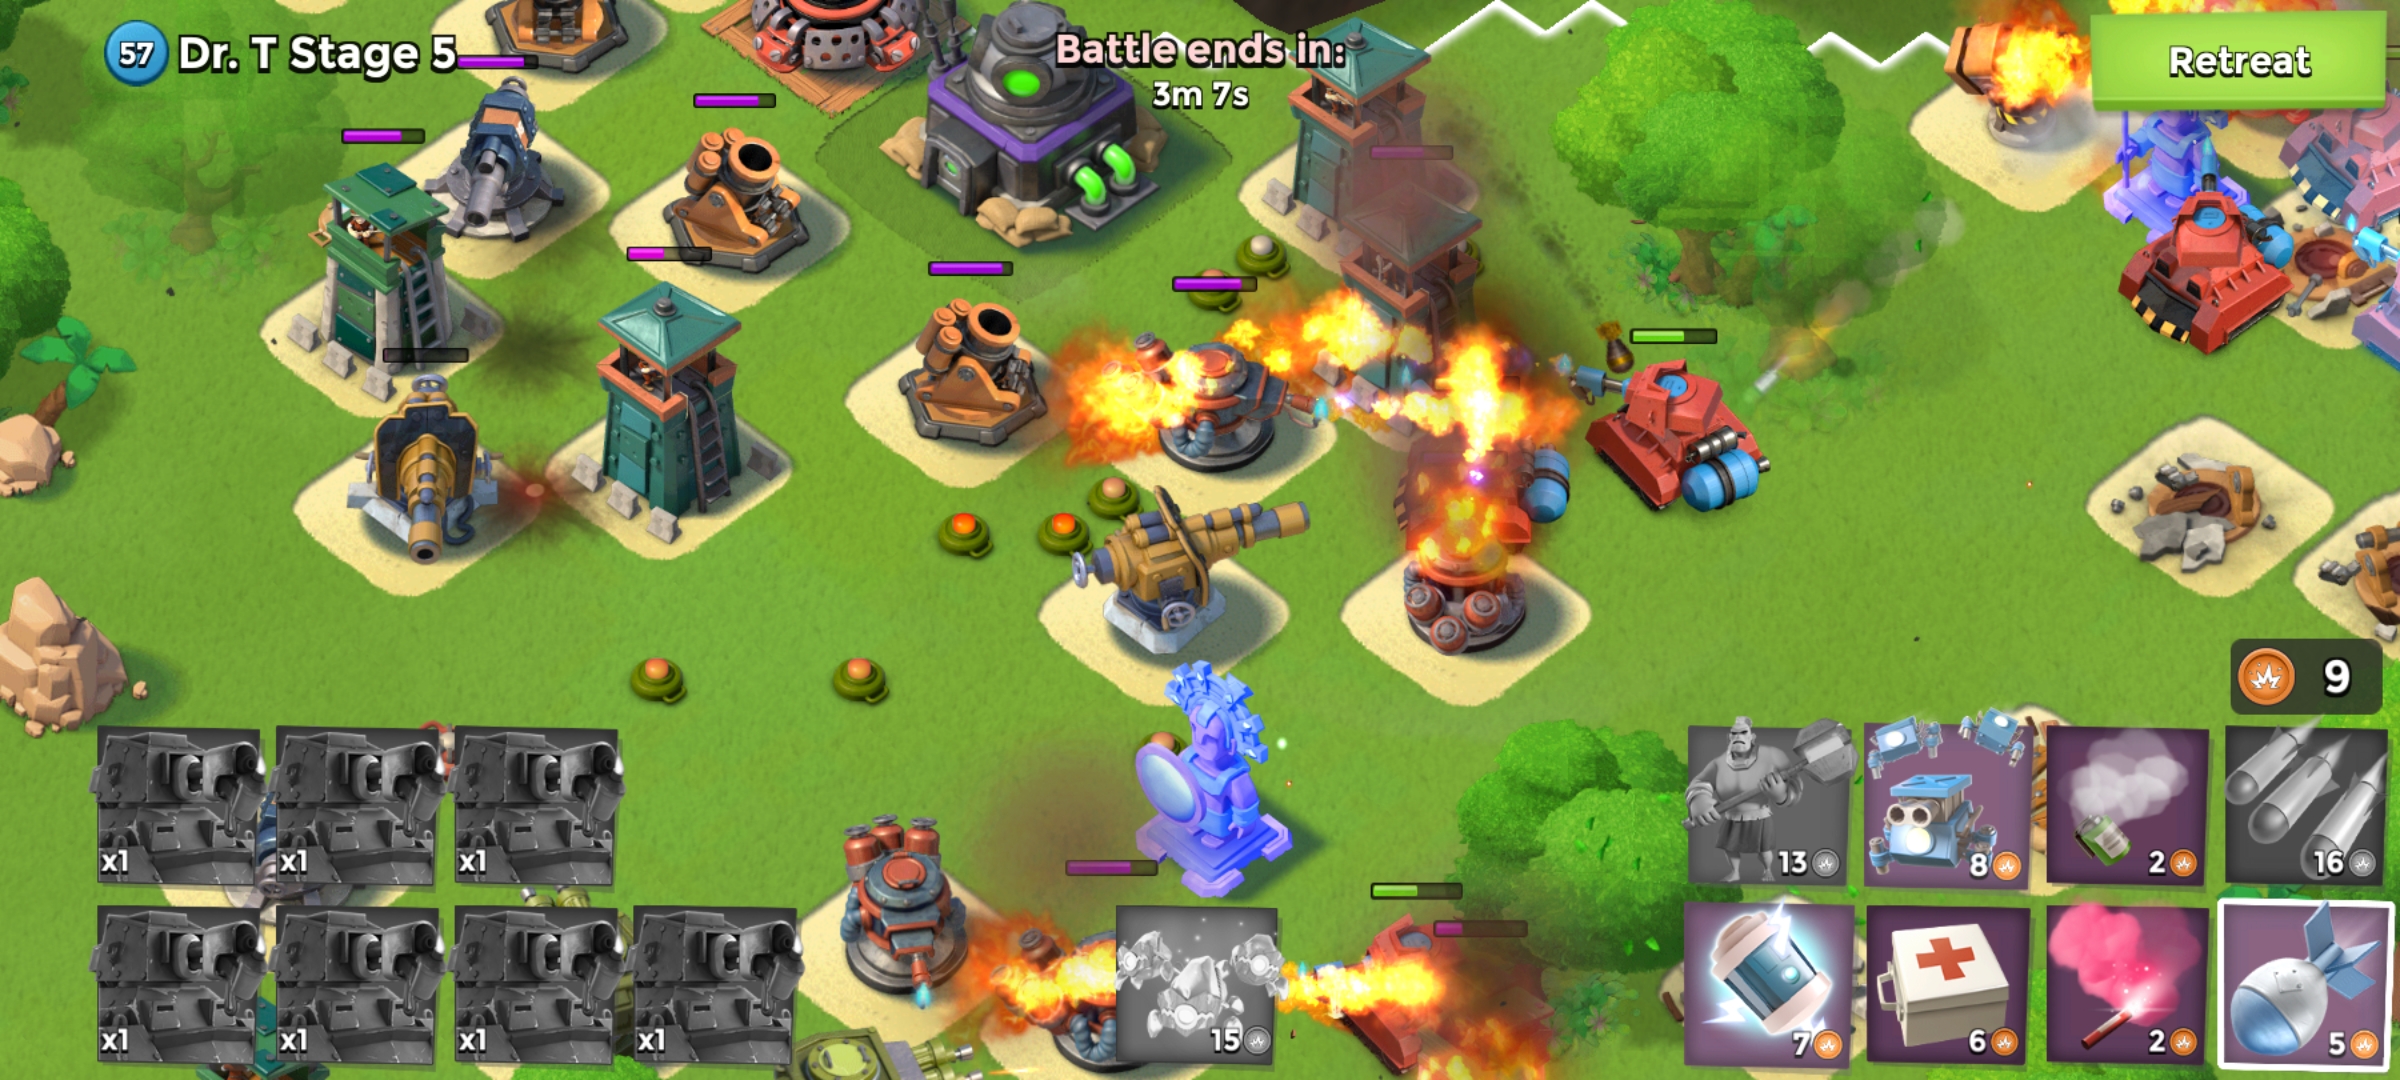 57 Dr. T Stage 5
Battle ends in:
3m 7s
Retreat
9
x1 x1 x1
13 8 2 16
x1 x1 x1 x1
15
7 6 2 5